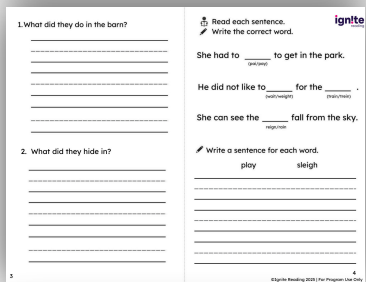 1.What did they do in the barn?
2. What did they hide in?
3
Read each sentence.
Write the correct word.
ign!te
reading
She had to ______ to get in the park.
(pai/pay)
He did not like to ______ for the ______ .
(wait/weight) (train/trein)
She can see the ______ fall from the sky.
reign/rain
Write a sentence for each word.
play sleigh
4
©Ignite Reading 2025 | For Program Use Only